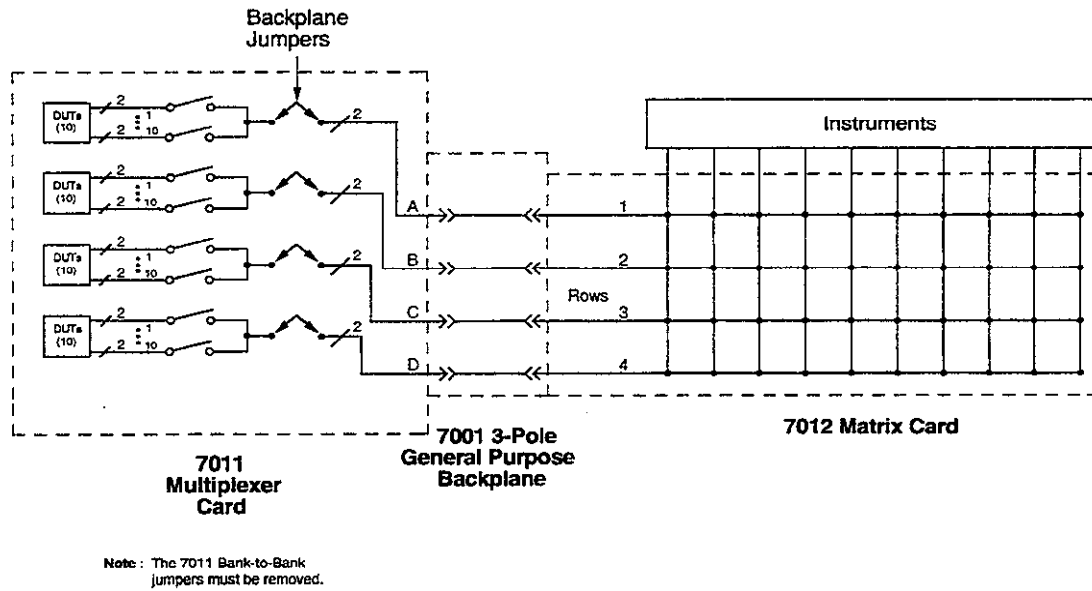 Backplane
Jumpers
DUTs
(10)
2
2
1
10
2
DUTs
(10)
2
2
1
10
2
DUTs
(10)
2
2
1
10
2
DUTs
(10)
2
2
1
10
2
A
B
C
D
Instruments
1
2
Rows
3
4
7011
Multiplexer
Card
7001 3-Pole
General Purpose
Backplane
7012 Matrix Card
Note : The 7011 Bank-to-Bank
jumpers must be removed.